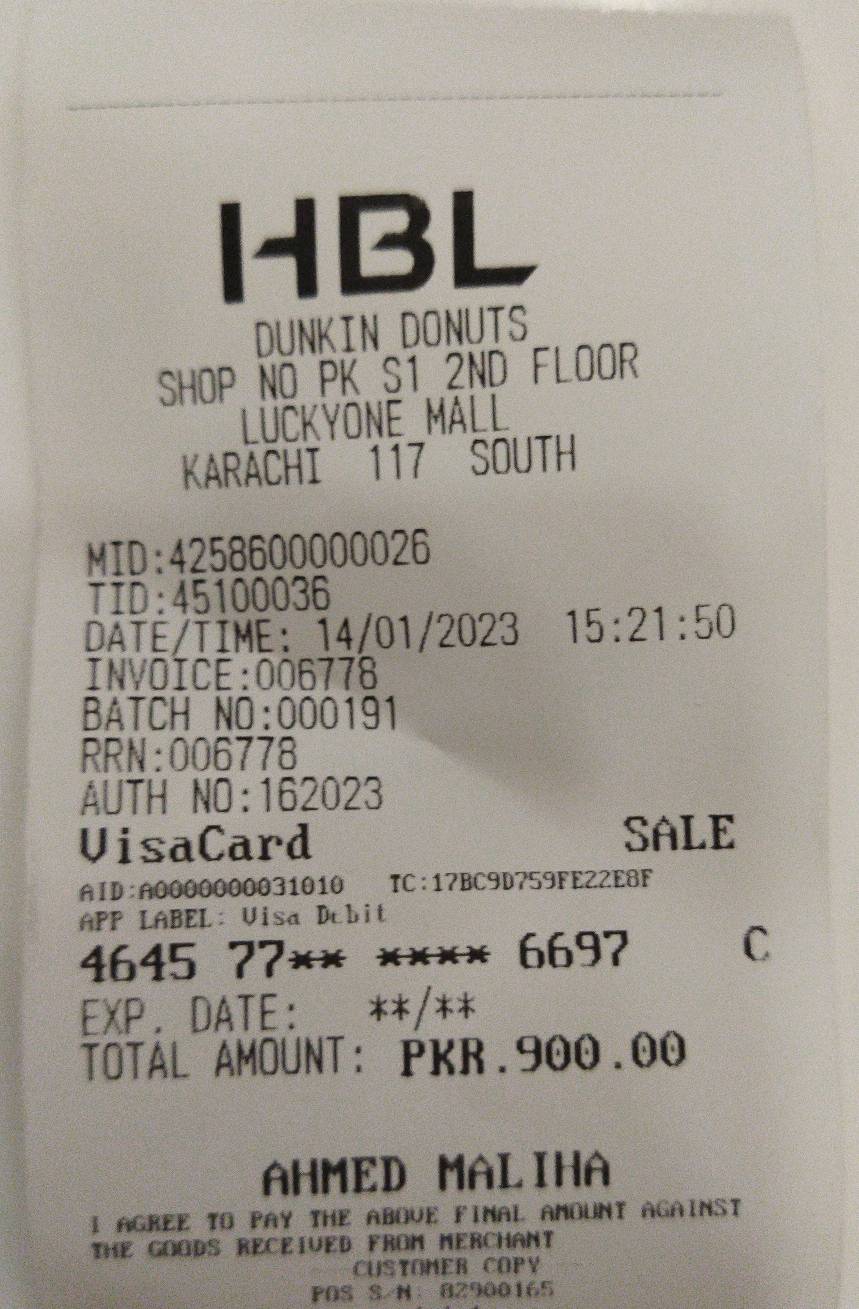 HBL
DUNKIN DONUTS
SHOP NO PK S1 2ND FLOOR
LUCKYONE MALL
KARACHI 117 SOUTH
MID:4258600000026
TID:45100036
DATE/TIME: 14/01/2023 15:21:50
INVOICE:006778
BATCH NO:000191
RRN:006778
AUTH NO:162023
VisaCard SALE
AID:A0000000031010 TC:17BC9D759FE22E8F
APP LABEL: Visa Debit
4645 77** **** 6697 C
EXP. DATE: **/**
TOTAL AMOUNT: PKR.900.00
AHMED MALIHA
I AGREE TO PAY THE ABOVE FINAL AMOUNT AGAINST
THE GOODS RECEIVED FROM MERCHANT
CUSTOMER COPY
POS S/N: 82900165